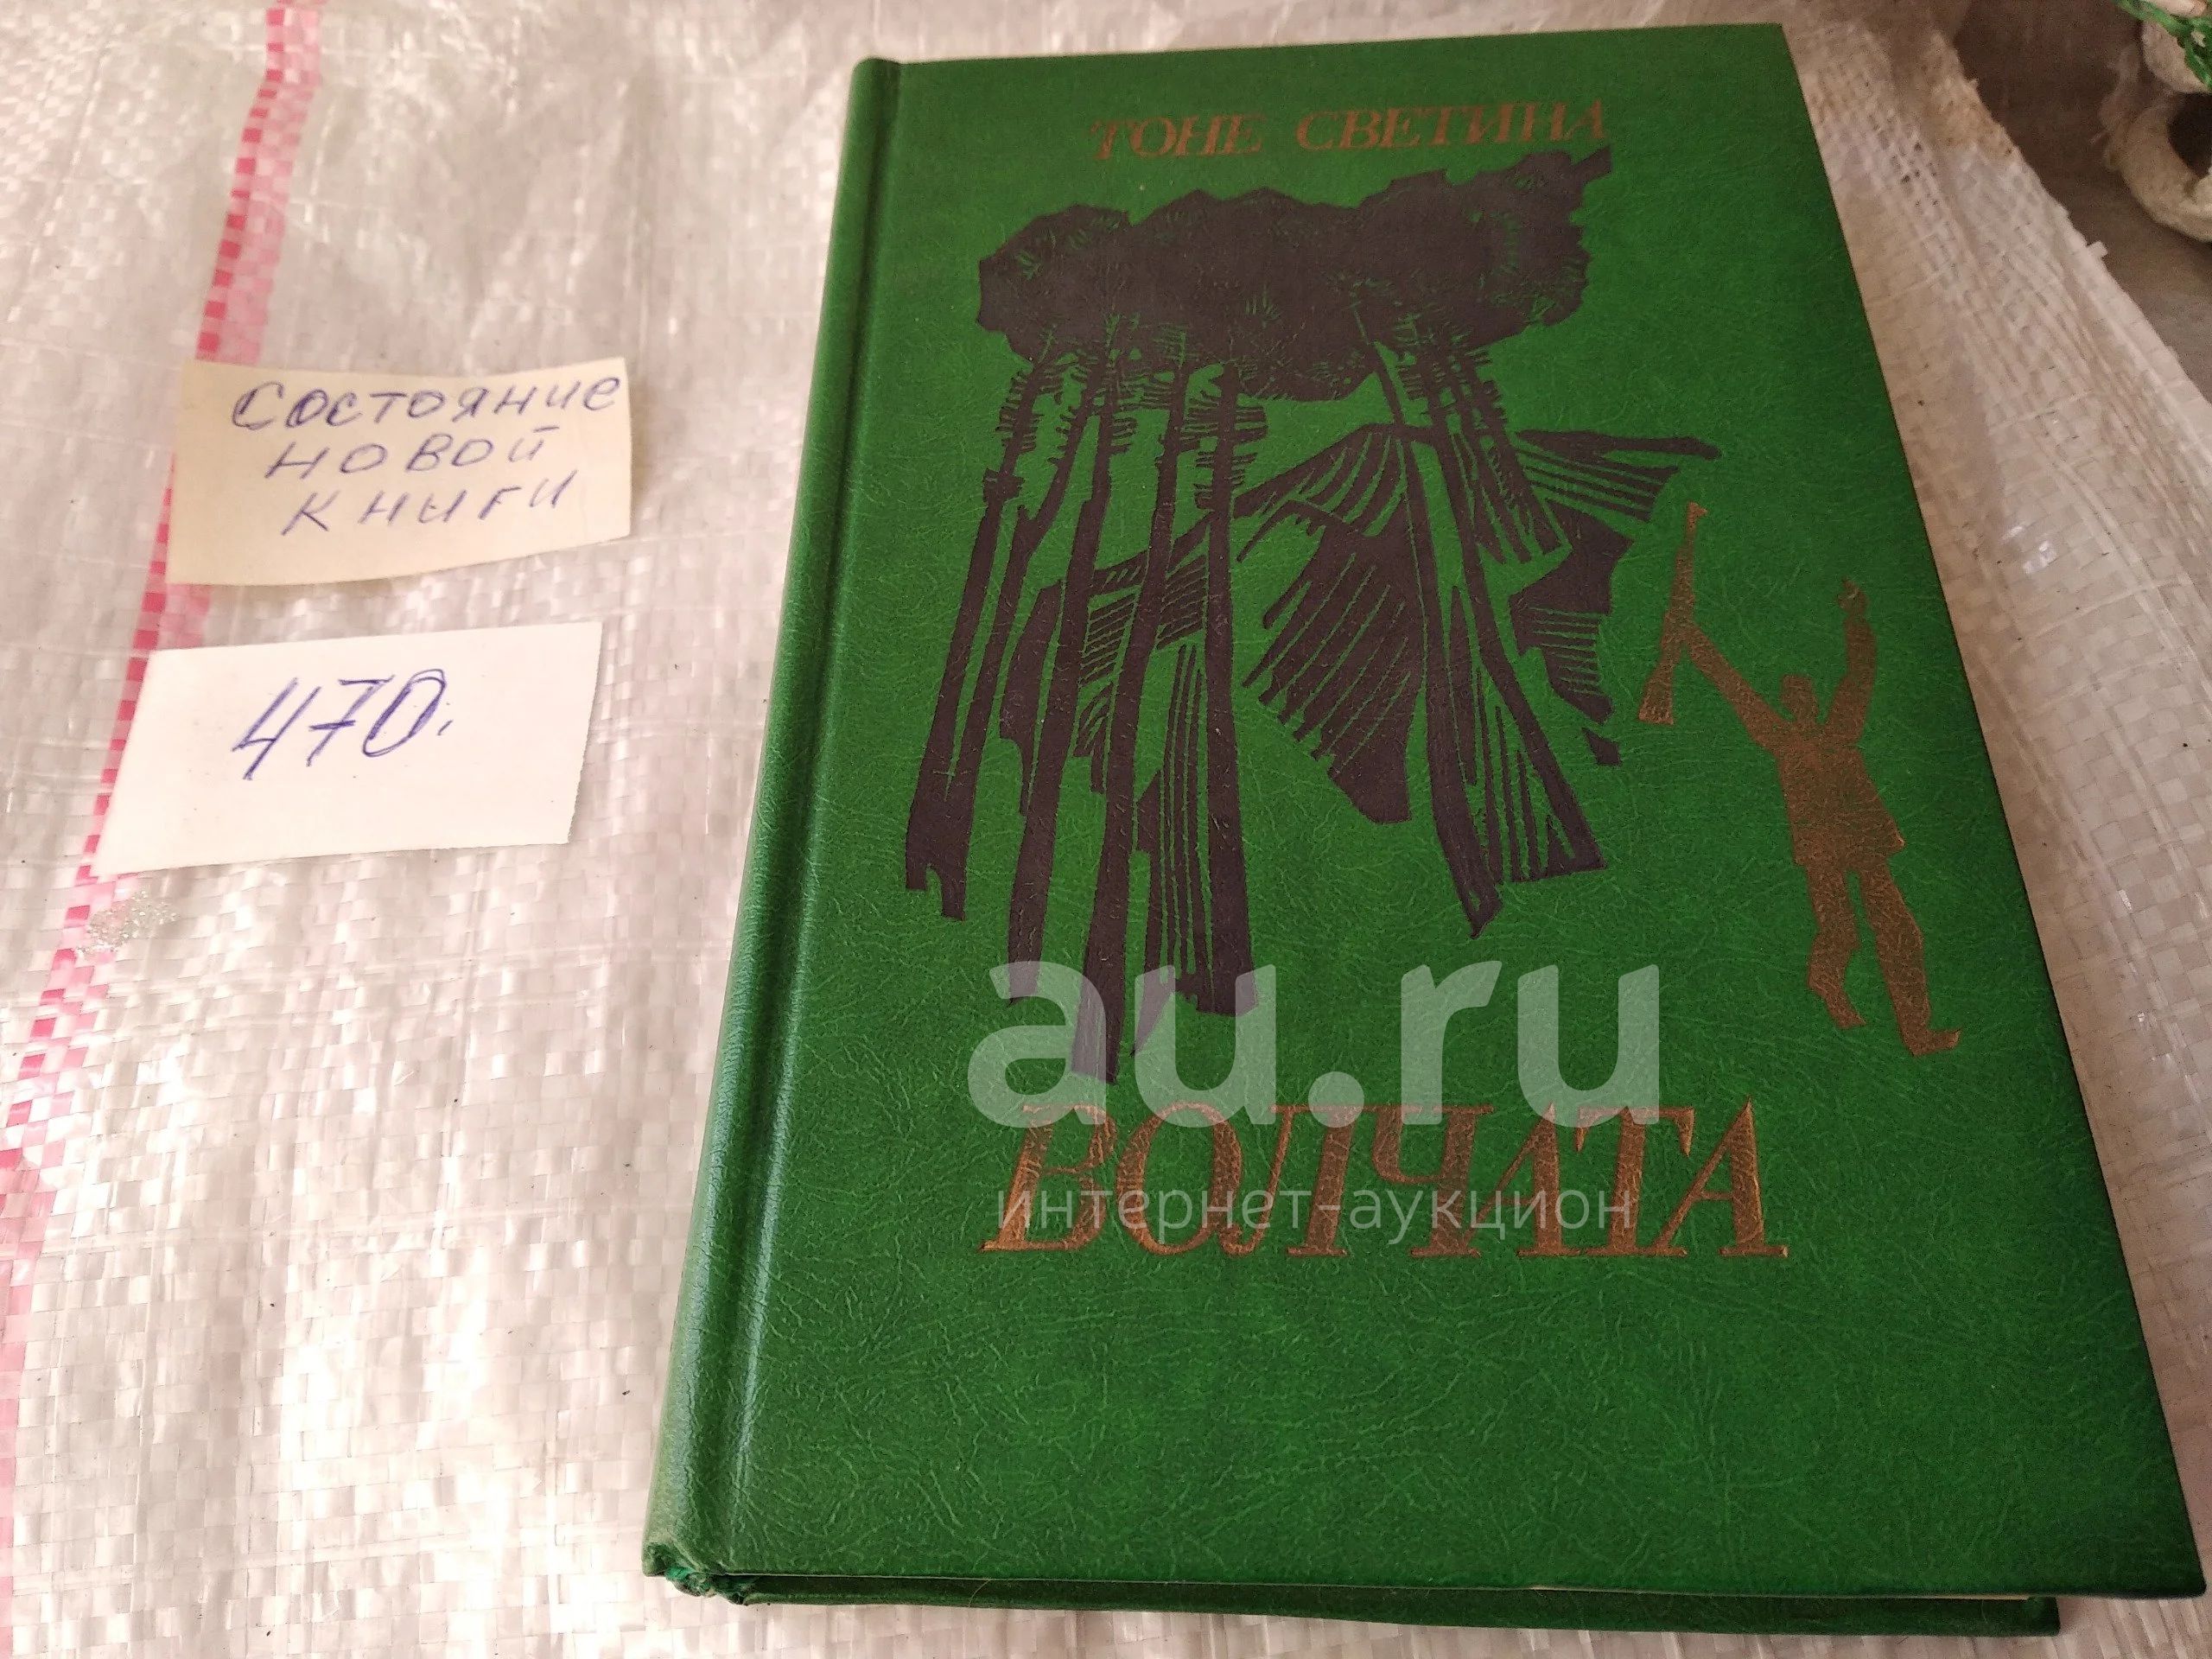 ТОНЕ СВЕТИНА
Состояние
новой
книги
470.
au.ru
ВОЛЧАТА
интернет-аукцион